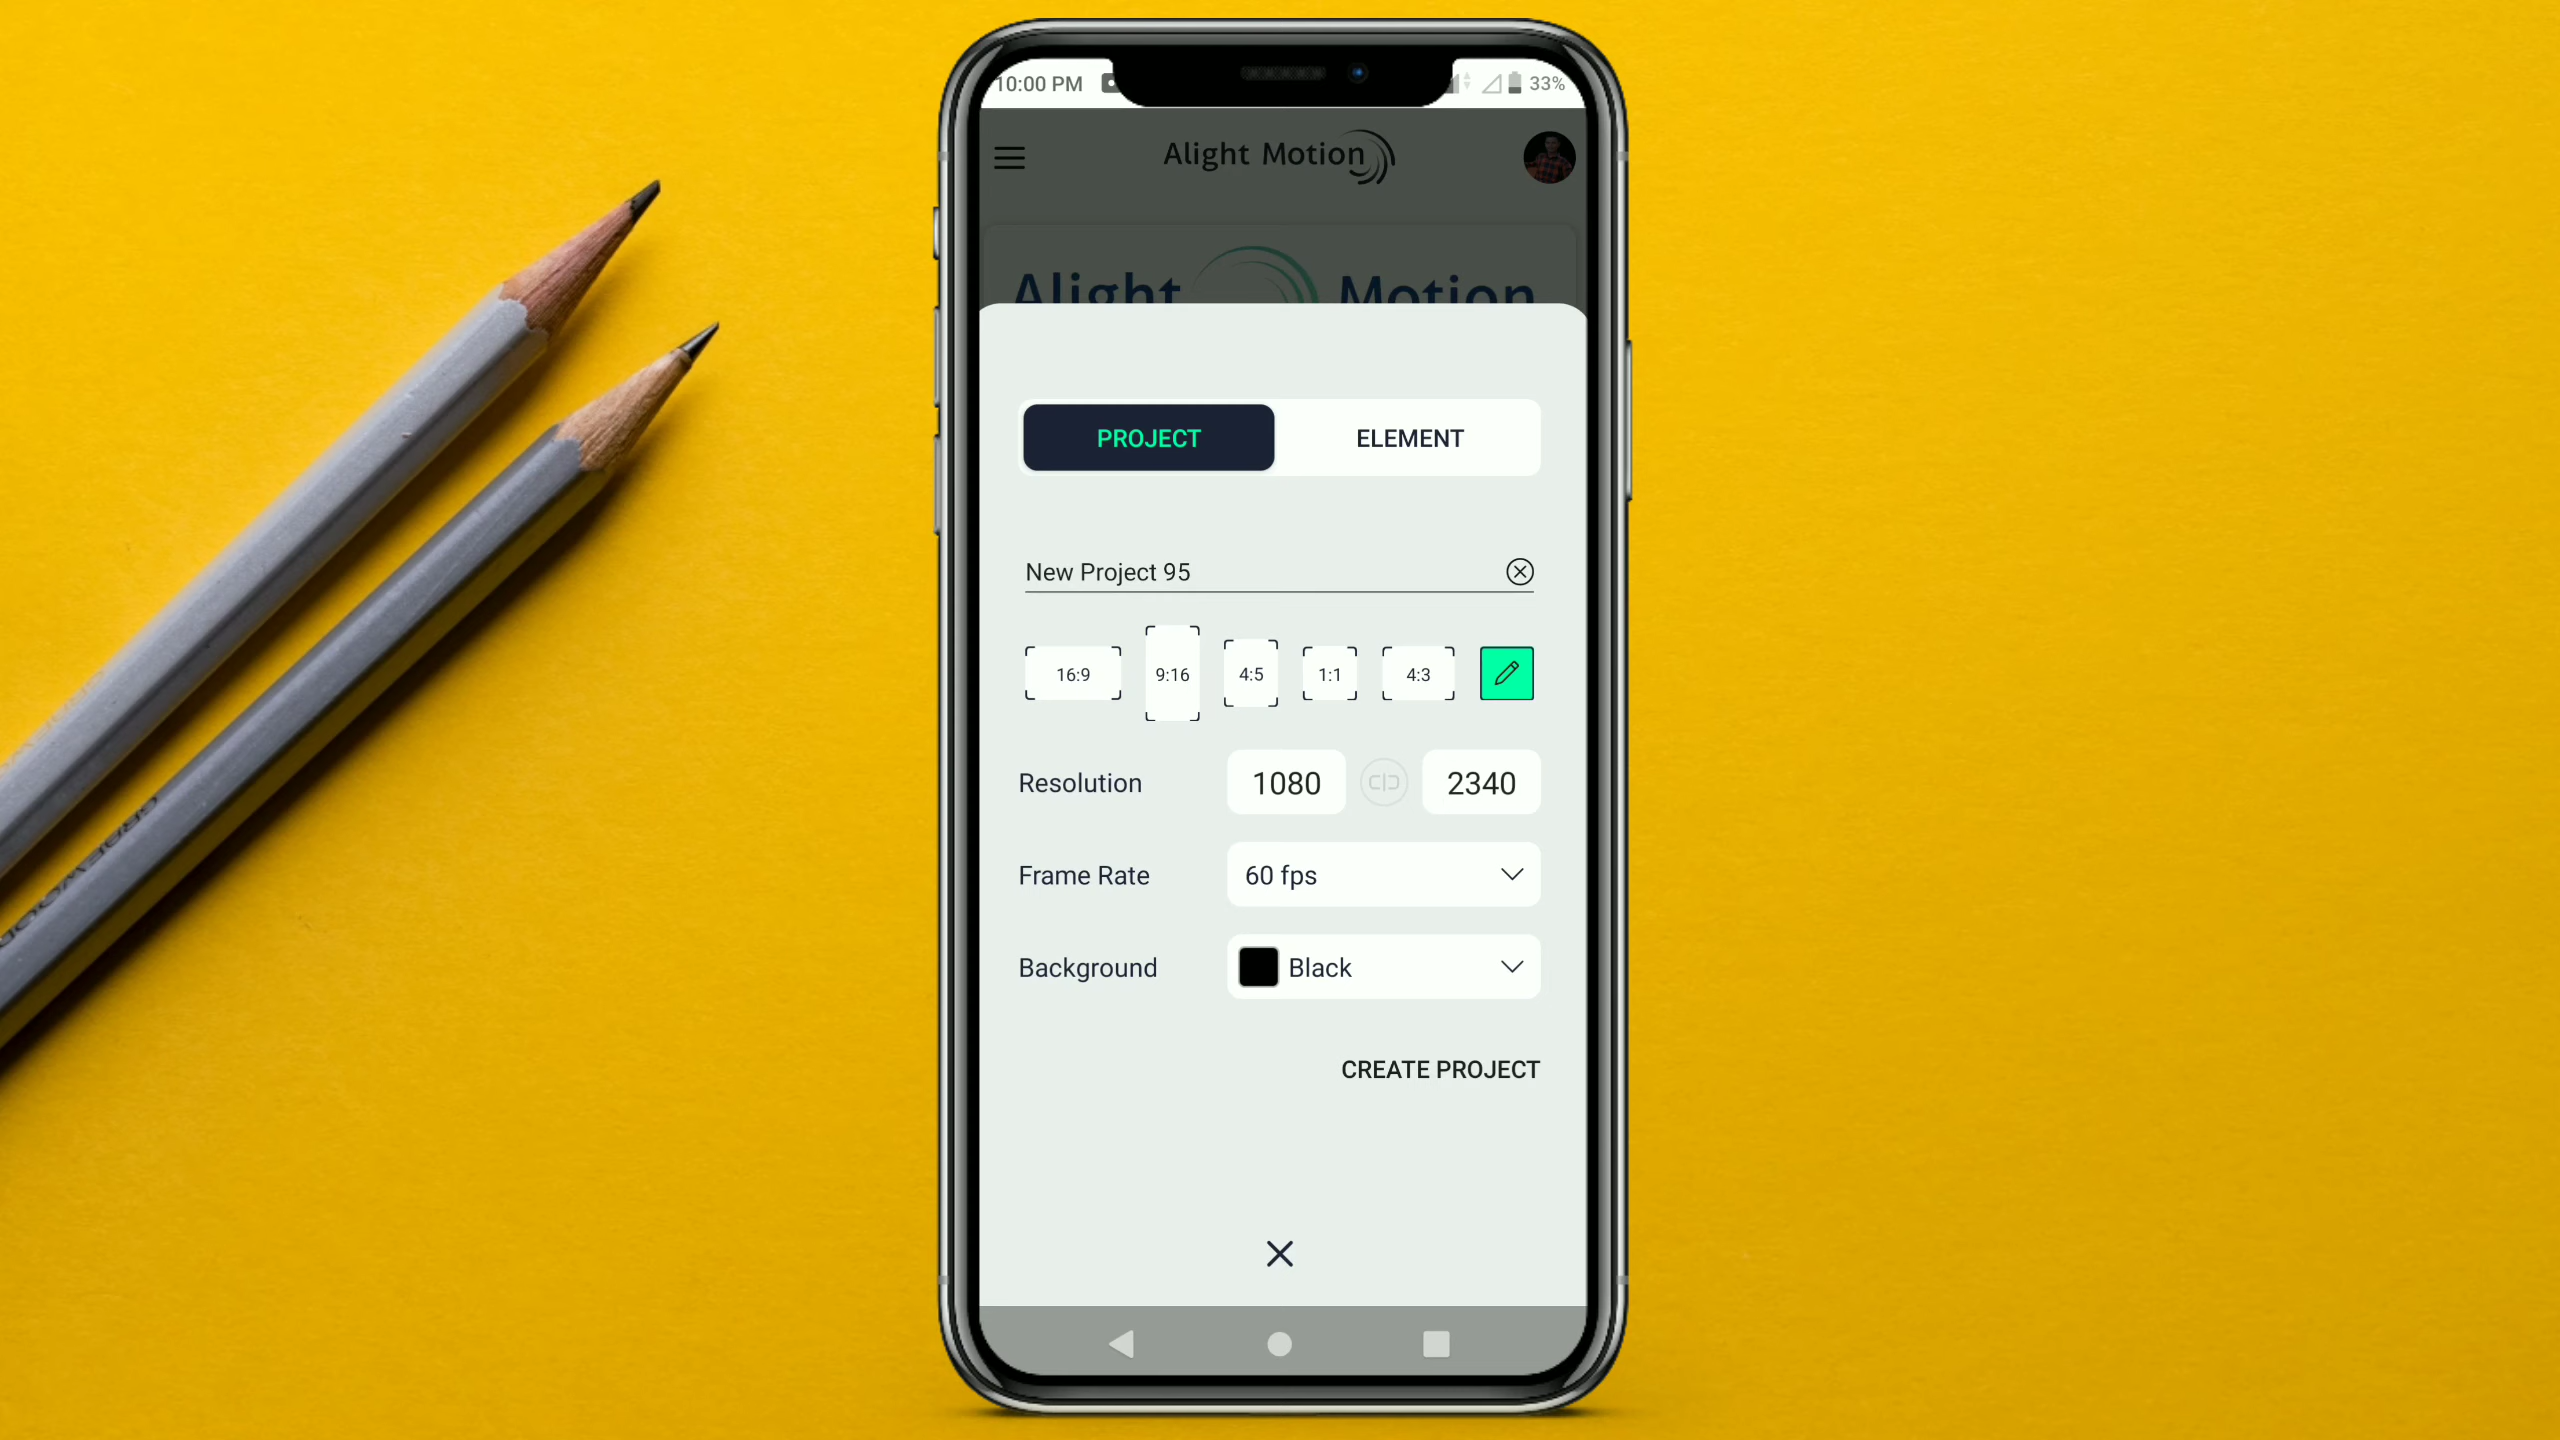 10:00 PM
33%
Alight Motion
Alight Motion
PROJECT
ELEMENT
New Project 95
16:9
9:16
4:5
1:1
4:3
Resolution
1080
2340
Frame Rate
60 fps
Background
Black
CREATE PROJECT